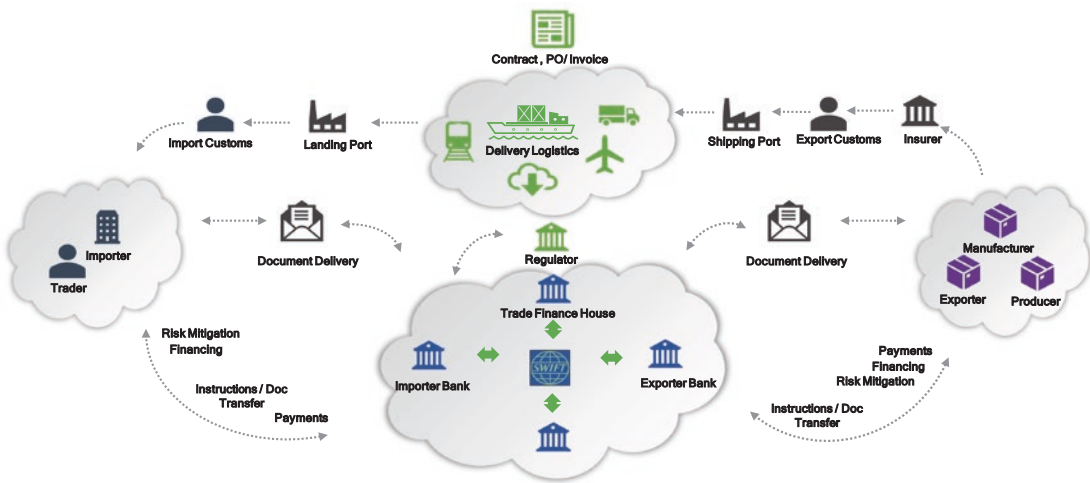 Contract , PO/ Invoice
Import Customs
Landing Port
Delivery Logistics
Shipping Port
Export Customs
Insurer
Importer
Trader
Document Delivery
Regulator
Document Delivery
Manufacturer
Exporter
Producer
Trade Finance House
Importer Bank
SWIFT
Exporter Bank
Risk Mitigation
Financing
Instructions / Doc
Transfer
Payments
Payments
Financing
Risk Mitigation
Instructions / Doc
Transfer